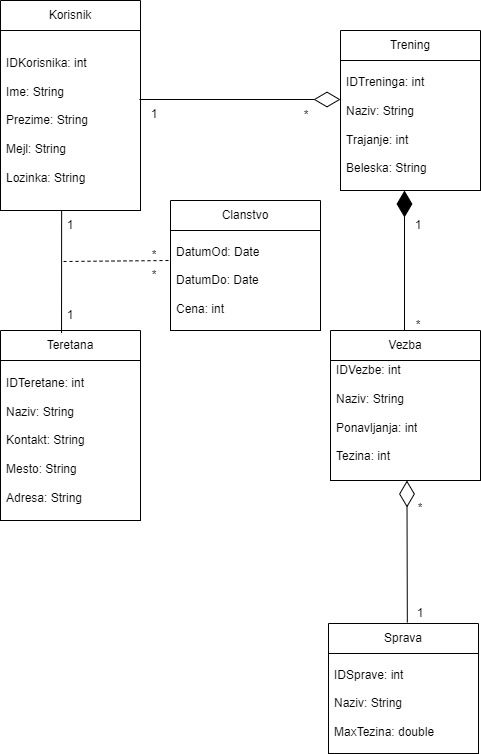 Korisnik
IDKorisnika: int
Ime: String
Prezime: String
Mejl: String
Lozinka: String
1
*
Trening
IDTreninga: int
Naziv: String
Trajanje: int
Beleska: String
1
*
1
*
*
1
Clanstvo
DatumOd: Date
DatumDo: Date
Cena: int
Teretana
IDTeretane: int
Naziv: String
Kontakt: String
Mesto: String
Adresa: String
Vezba
IDVezbe: int
Naziv: String
Ponavljanja: int
Tezina: int
*
1
Sprava
IDSprave: int
Naziv: String
MaxTezina: double